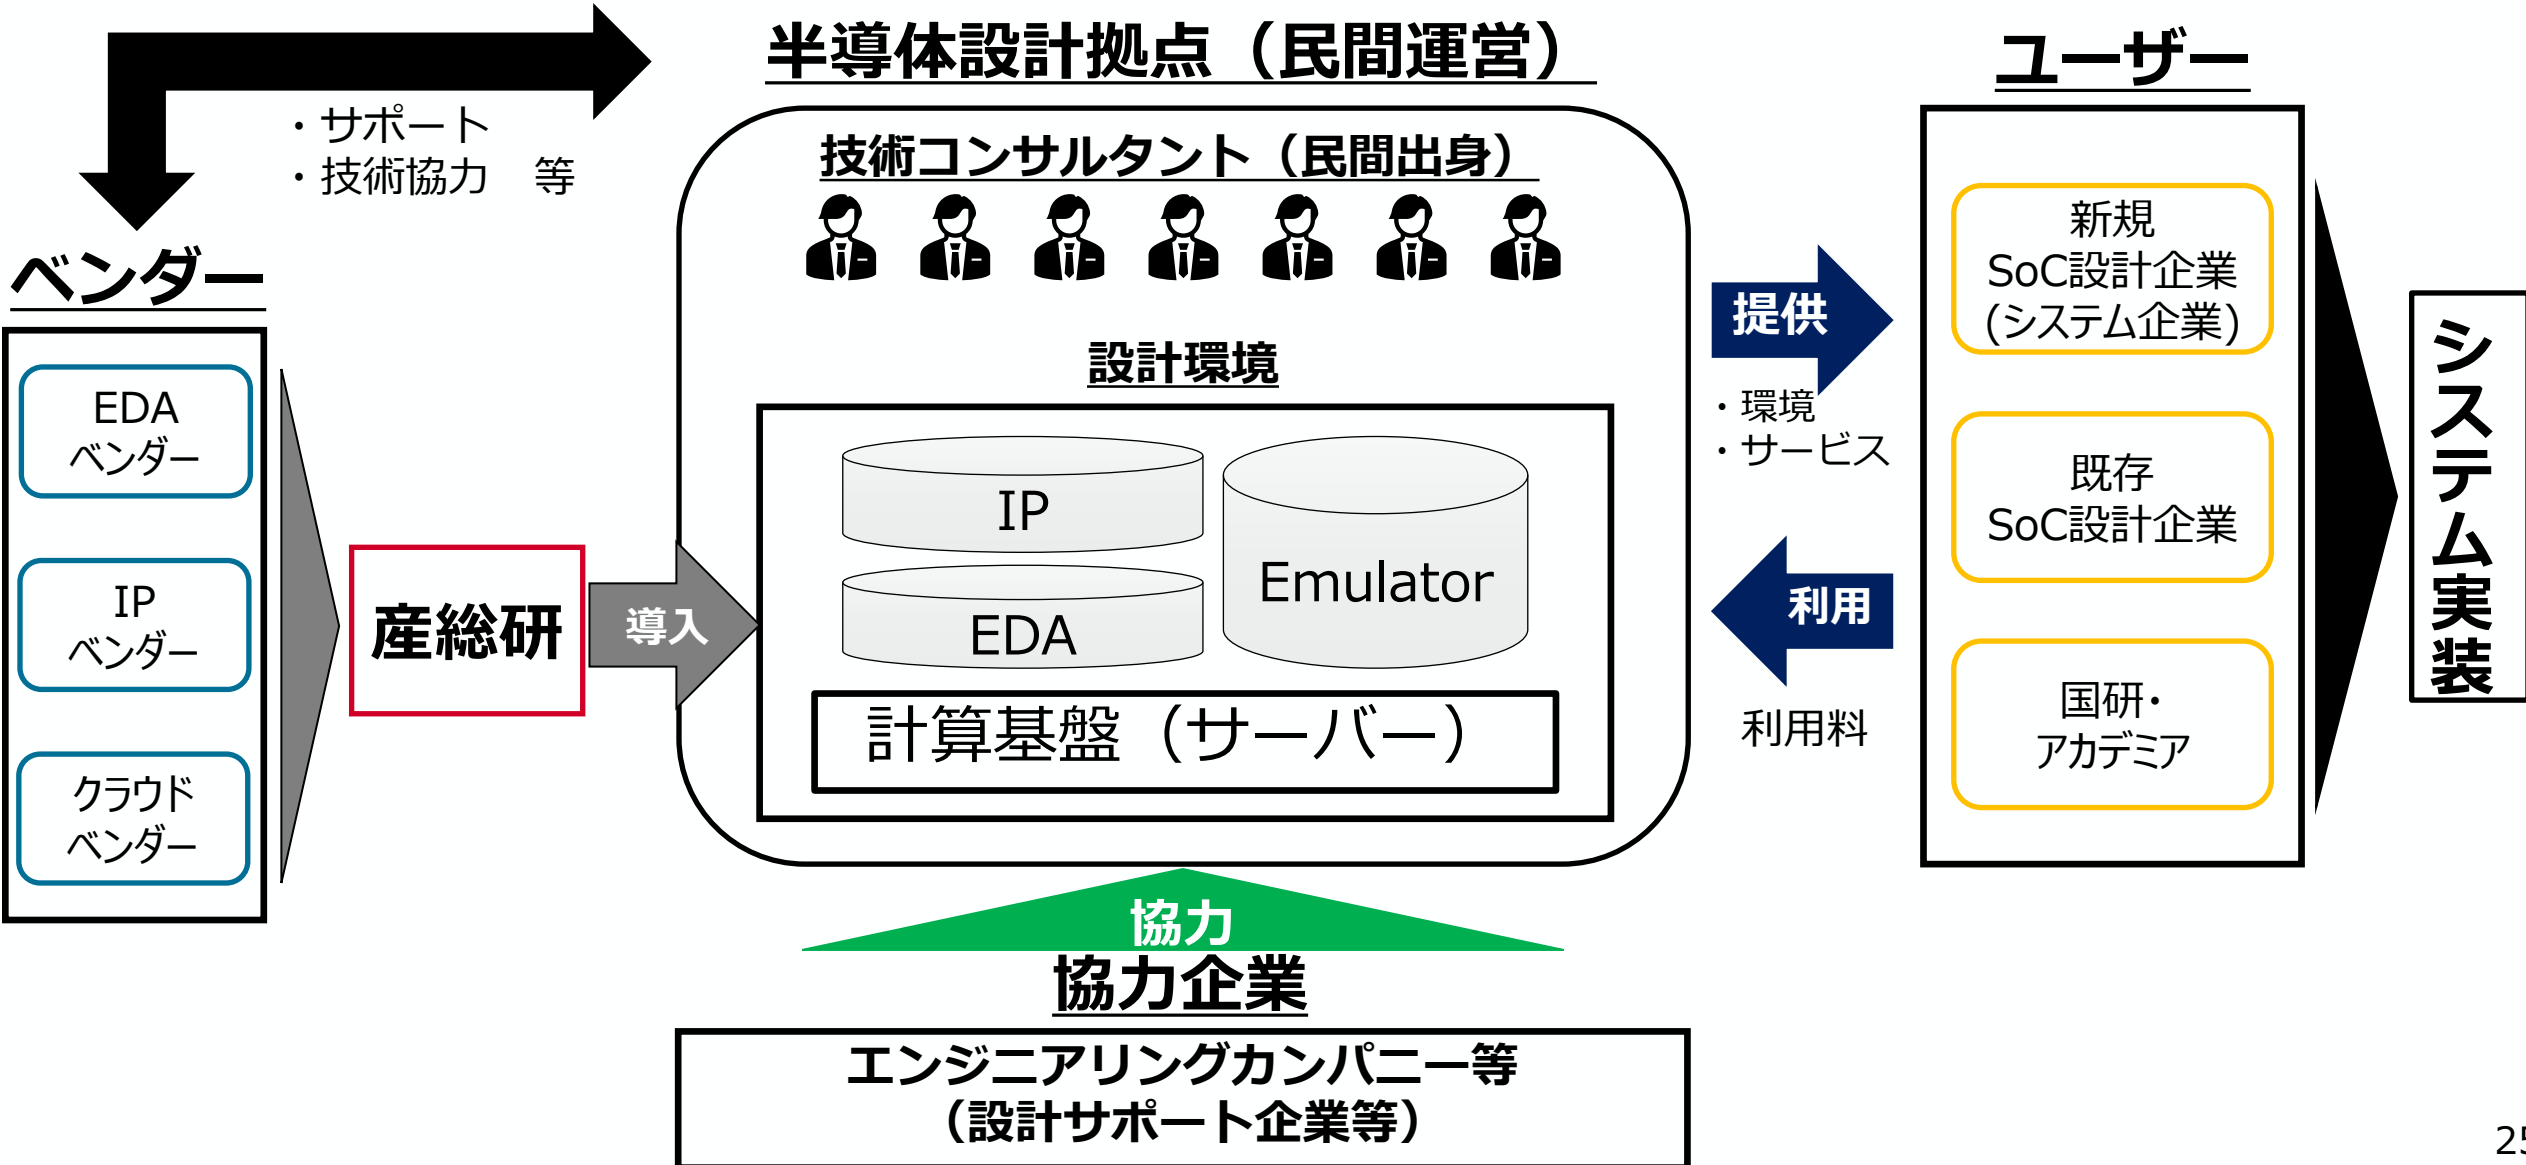 半導体設計拠点（民間運営）
ユーザー
・サポート
・技術協力　等
技術コンサルタント（民間出身）
ベンダー
EDA
ベンダー
IP
ベンダー
クラウド
ベンダー
産総研
導入
設計環境
IP
EDA
Emulator
計算基盤（サーバー）
提供
・環境
・サービス
利用
利用料
新規
SoC設計企業
(システム企業)
既存
SoC設計企業
国研・
アカデミア
システム実装
協力
協力企業
エンジニアリングカンパニー等
（設計サポート企業等）